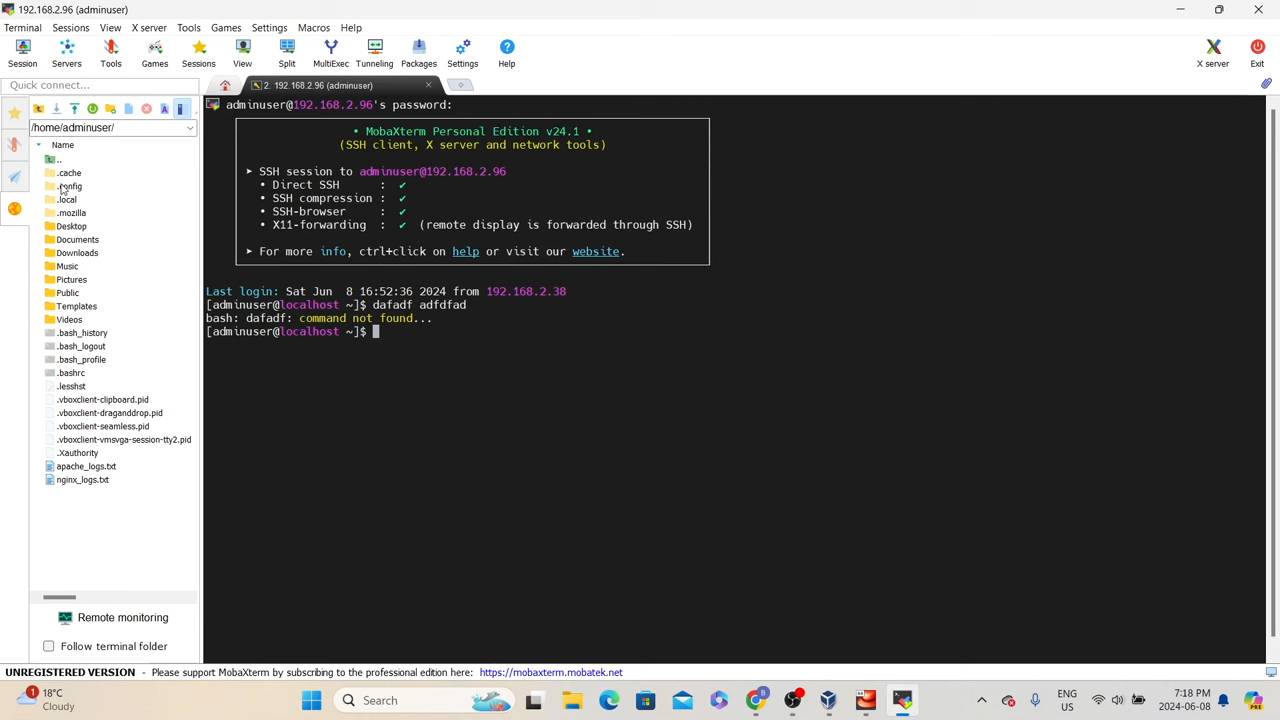 192.168.2.96 (adminuser)
Terminal Sessions View X server Tools Games Settings Macros Help
Session Servers Tools Games Sessions View Split MultiExec Tunneling Packages Settings Help X server Exit
Quick connect...
2. 192.168.2.96 (adminuser)
/home/adminuser/
Name
..
.cache
.config
.local
.mozilla
Desktop
Documents
Downloads
Music
Pictures
Public
Templates
Videos
.bash_history
.bash_logout
.bash_profile
.bashrc
.lesshst
.vboxclient-clipboard.pid
.vboxclient-draganddrop.pid
.vboxclient-seamless.pid
.vboxclient-vmsvga-session-tty2.pid
.Xauthority
apache_logs.txt
nginx_logs.txt
Remote monitoring
Follow terminal folder
adminuser@192.168.2.96's password:
• MobaXterm Personal Edition v24.1 •
(SSH client, X server and network tools)
➤ SSH session to adminuser@192.168.2.96
• Direct SSH : ✔
• SSH compression : ✔
• SSH-browser : ✔
• X11-forwarding : ✔ (remote display is forwarded through SSH)
➤ For more info, ctrl+click on help or visit our website.
Last login: Sat Jun 8 16:52:36 2024 from 192.168.2.38
[adminuser@localhost ~]$ dafadf adfdfad
bash: dafadf: command not found...
[adminuser@localhost ~]$
UNREGISTERED VERSION - Please support MobaXterm by subscribing to the professional edition here: https://mobaxterm.mobatek.net
1
18°C
Cloudy
Search
ENG
US
7:18 PM
2024-06-08